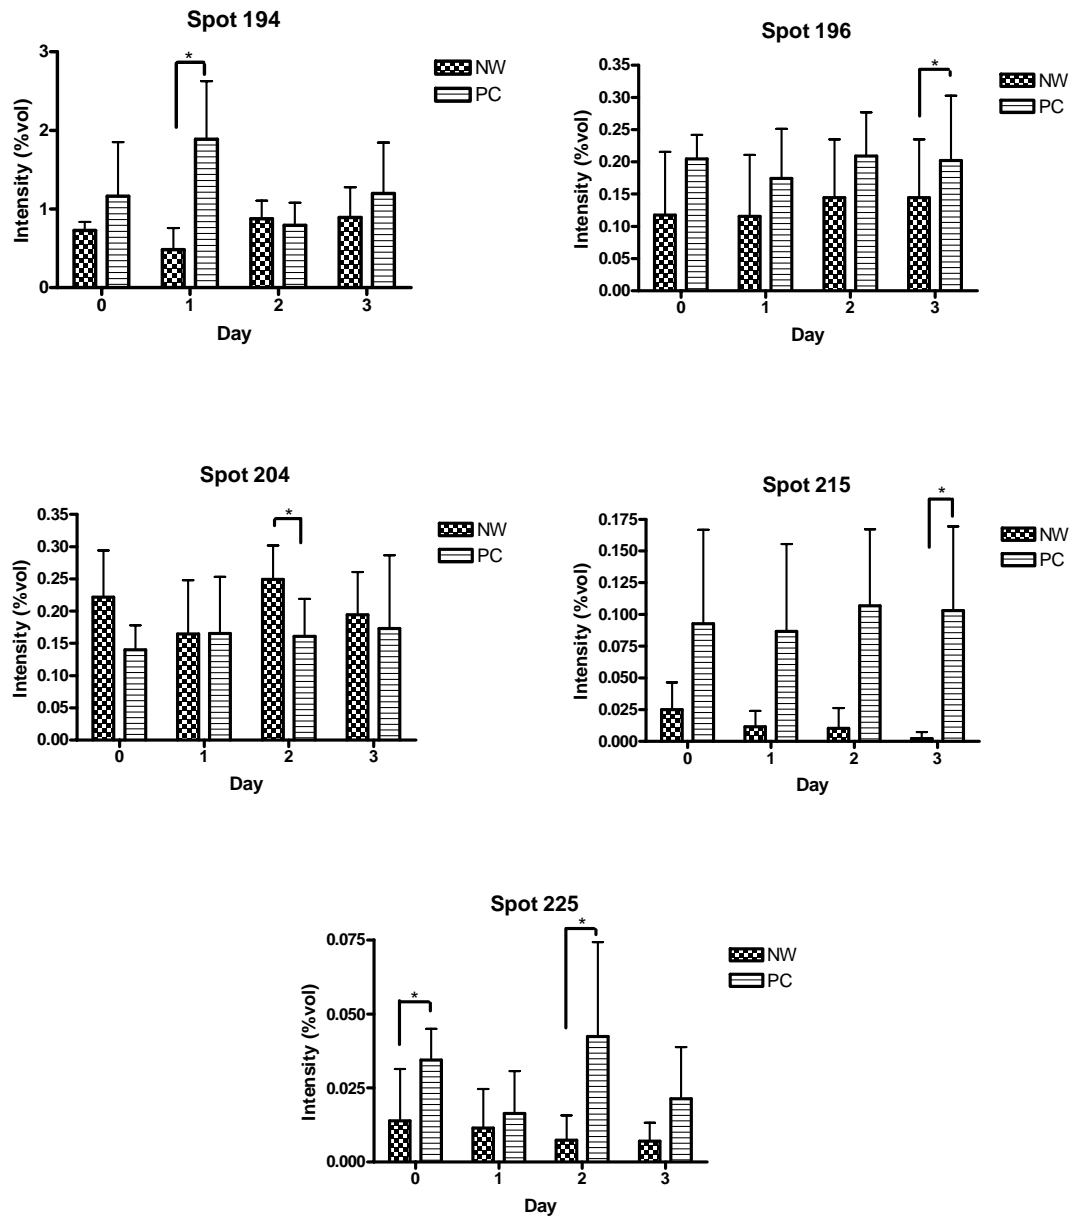 Spot 194
Intensity (%vol)
3
2
1
0
*
NW
PC
0 1 2 3
Day
Spot 196
Intensity (%vol)
0.35
0.30
0.25
0.20
0.15
0.10
0.05
0.00
*
NW
PC
0 1 2 3
Day
Spot 204
Intensity (%vol)
0.35
0.30
0.25
0.20
0.15
0.10
0.05
0.00
*
NW
PC
0 1 2 3
Day
Spot 215
Intensity (%vol)
0.175
0.150
0.125
0.100
0.075
0.050
0.025
0.000
*
NW
PC
0 1 2 3
Day
Spot 225
Intensity (%vol)
0.075
0.050
0.025
0.000
*
*
NW
PC
0 1 2 3
Day